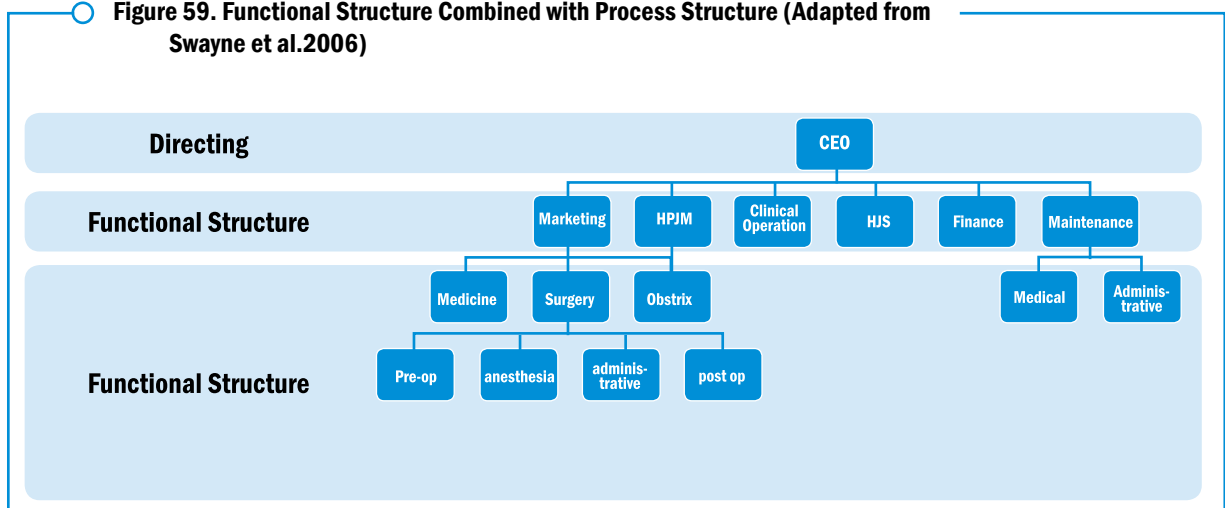 Figure 59. Functional Structure Combined with Process Structure (Adapted from
Swayne et al.2006)
Directing
CEO
Functional Structure
Marketing
HPJM
Clinical
Operation
HJS
Finance
Maintenance
Medicine
Surgery
Obstrix
Medical
Adminis-
trative
Functional Structure
Pre-op
anesthesia
adminis-
trative
post op